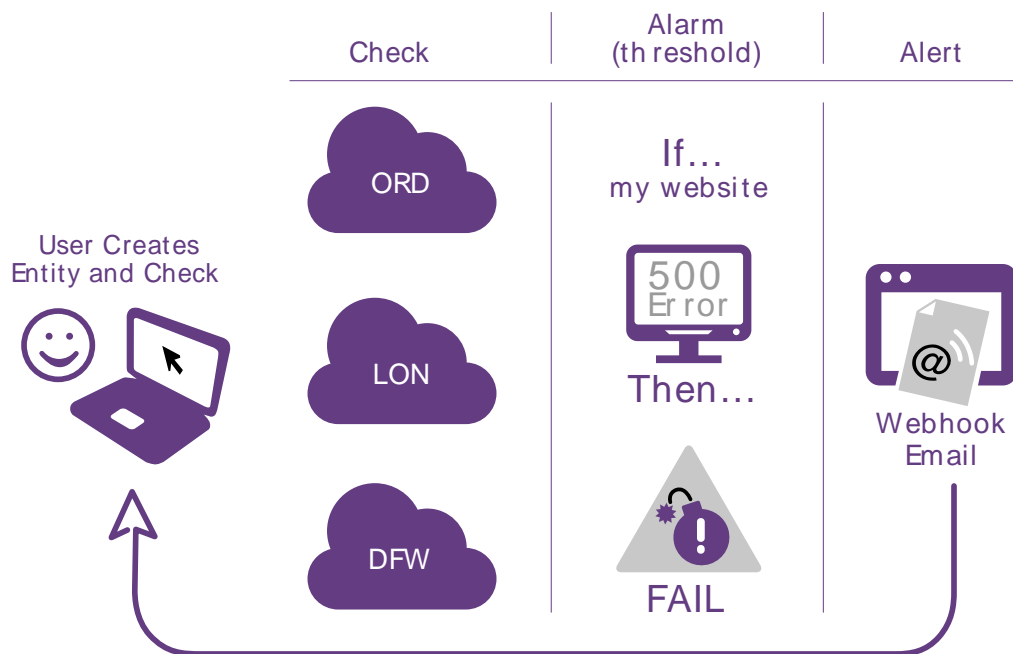 Check
Alarm
(threshold)
Alert
User Creates
Entity and Check
ORD
LON
DFW
If...
my website
500
Error
Then...
FAIL
@
Webhook
Email